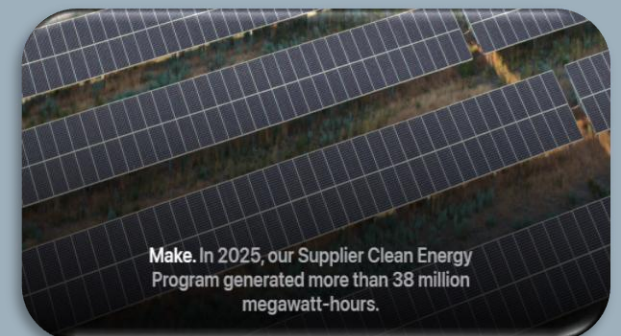 Make. In 2025, our Supplier Clean Energy
Program generated more than 38 million
megawatt-hours.